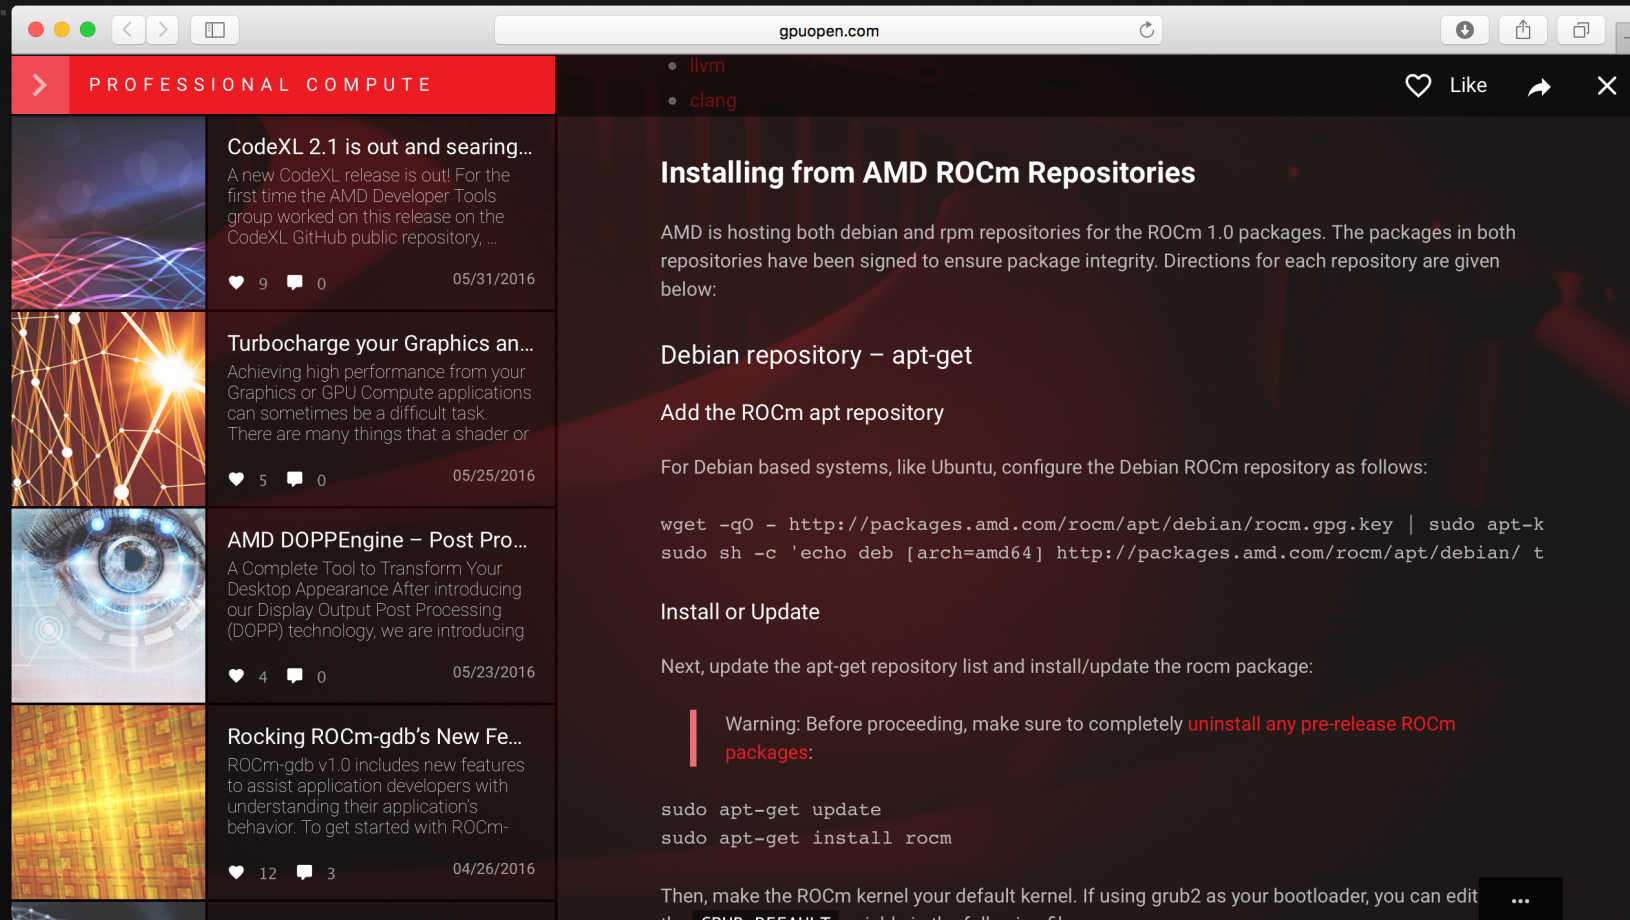 gpuopen.com
PROFESSIONAL COMPUTE
CodeXL 2.1 is out and searing...
A new CodeXL release is out! For the
first time the AMD Developer Tools
group worked on this release on the
CodeXL GitHub public repository, ...
9 0 05/31/2016
Turbocharge your Graphics an...
Achieving high performance from your
Graphics or GPU Compute applications
can sometimes be a difficult task.
There are many things that a shader or
5 0 05/25/2016
AMD DOPPEngine – Post Pro...
A Complete Tool to Transform Your
Desktop Appearance After introducing
our Display Output Post Processing
(DOPP) technology, we are introducing
4 0 05/23/2016
Rocking ROCm-gdb’s New Fe...
ROCm-gdb v1.0 includes new features
to assist application developers with
understanding their application’s
behavior. To get started with ROCm-
12 3 04/26/2016
Like
• llvm
• clang
Installing from AMD ROCm Repositories
AMD is hosting both debian and rpm repositories for the ROCm 1.0 packages. The packages in both
repositories have been signed to ensure package integrity. Directions for each repository are given
below:
Debian repository – apt-get
Add the ROCm apt repository
For Debian based systems, like Ubuntu, configure the Debian ROCm repository as follows:
wget -qO - http://packages.amd.com/rocm/apt/debian/rocm.gpg.key | sudo apt-k
sudo sh -c 'echo deb [arch=amd64] http://packages.amd.com/rocm/apt/debian/ t
Install or Update
Next, update the apt-get repository list and install/update the rocm package:
Warning: Before proceeding, make sure to completely uninstall any pre-release ROCm
packages:
sudo apt-get update
sudo apt-get install rocm
Then, make the ROCm kernel your default kernel. If using grub2 as your bootloader, you can edit
...